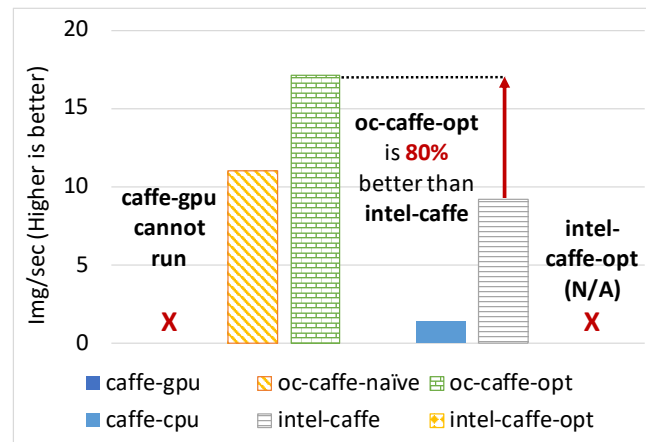 Img/sec (Higher is better)
20
15
10
5
0
caffe-gpu
cannot
run
X
oc-caffe-opt
is 80%
better than
intel-caffe
intel-
caffe-opt
(N/A)
X
caffe-gpu
oc-caffe-naïve
oc-caffe-opt
caffe-cpu
intel-caffe
intel-caffe-opt